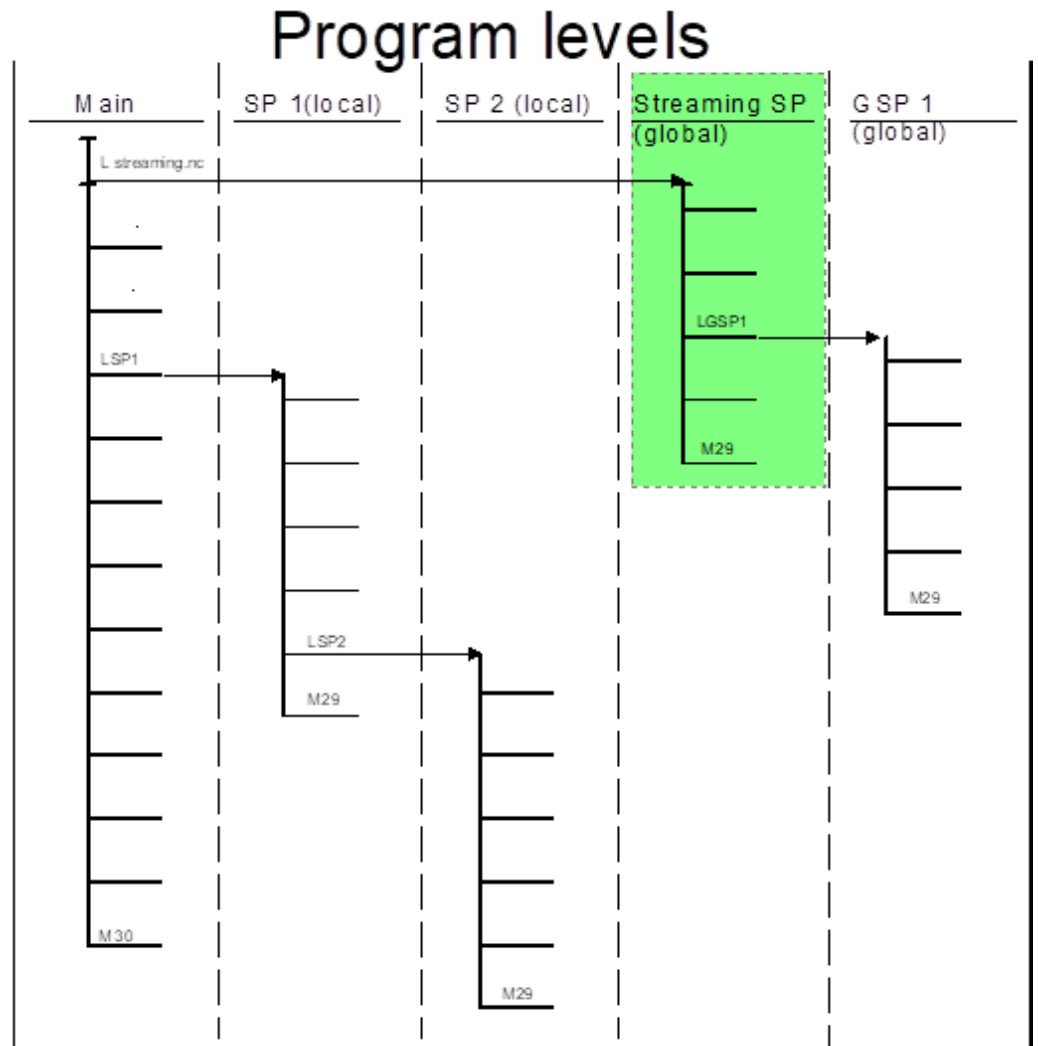 Program levels
Main
SP 1(local)
SP 2 (local)
Streaming SP
(global)
GSP 1
(global)
L streaming.nc
LGSP1
LSP1
M29
M29
LSP2
M29
M30
M29